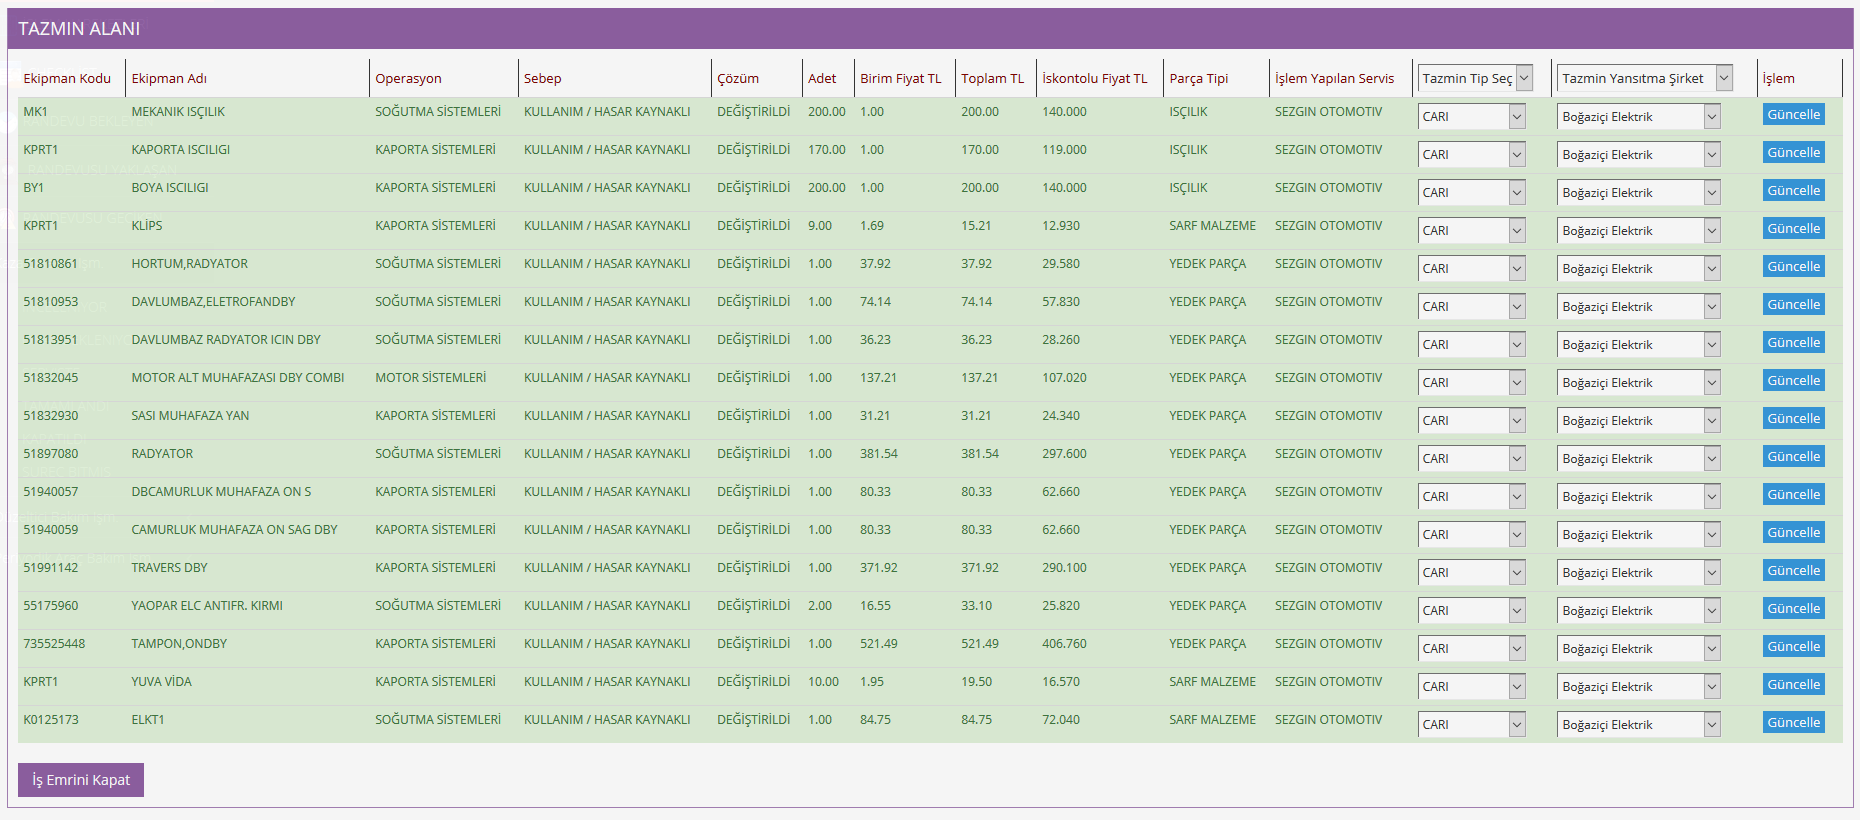 TAZMIN ALANI
Ekipman Kodu Ekipman Adı Operasyon Sebep Çözüm Adet Birim Fiyat TL Toplam TL İskontolu Fiyat TL Parça Tipi İşlem Yapılan Servis Tazmin Tip Seç Tazmin Yansıtma Şirket İşlem
MK1 MEKANIK ISÇILIK SOĞUTMA SİSTEMLERİ KULLANIM / HASAR KAYNAKLI DEĞİŞTİRİLDİ 200.00 1.00 200.00 140.000 ISÇILIK SEZGIN OTOMOTIV CARI Boğaziçi Elektrik Güncelle
KPRT1 KAPORTA ISCILIGI KAPORTA SİSTEMLERİ KULLANIM / HASAR KAYNAKLI DEĞİŞTİRİLDİ 170.00 1.00 170.00 119.000 ISÇILIK SEZGIN OTOMOTIV CARI Boğaziçi Elektrik Güncelle
BY1 BOYA ISCILIGI KAPORTA SİSTEMLERİ KULLANIM / HASAR KAYNAKLI DEĞİŞTİRİLDİ 200.00 1.00 200.00 140.000 ISÇILIK SEZGIN OTOMOTIV CARI Boğaziçi Elektrik Güncelle
KPRT1 KLİPS KAPORTA SİSTEMLERİ KULLANIM / HASAR KAYNAKLI DEĞİŞTİRİLDİ 9.00 1.69 15.21 12.930 SARF MALZEME SEZGIN OTOMOTIV CARI Boğaziçi Elektrik Güncelle
51810861 HORTUM,RADYATOR SOĞUTMA SİSTEMLERİ KULLANIM / HASAR KAYNAKLI DEĞİŞTİRİLDİ 1.00 37.92 37.92 29.580 YEDEK PARÇA SEZGIN OTOMOTIV CARI Boğaziçi Elektrik Güncelle
51810953 DAVLUMBAZ,ELETROFANDBY SOĞUTMA SİSTEMLERİ KULLANIM / HASAR KAYNAKLI DEĞİŞTİRİLDİ 1.00 74.14 74.14 57.830 YEDEK PARÇA SEZGIN OTOMOTIV CARI Boğaziçi Elektrik Güncelle
51813951 DAVLUMBAZ RADYATOR ICIN DBY SOĞUTMA SİSTEMLERİ KULLANIM / HASAR KAYNAKLI DEĞİŞTİRİLDİ 1.00 36.23 36.23 28.260 YEDEK PARÇA SEZGIN OTOMOTIV CARI Boğaziçi Elektrik Güncelle
51832045 MOTOR ALT MUHAFAZASI DBY COMBI MOTOR SİSTEMLERİ KULLANIM / HASAR KAYNAKLI DEĞİŞTİRİLDİ 1.00 137.21 137.21 107.020 YEDEK PARÇA SEZGIN OTOMOTIV CARI Boğaziçi Elektrik Güncelle
51832930 SASI MUHAFAZA YAN KAPORTA SİSTEMLERİ KULLANIM / HASAR KAYNAKLI DEĞİŞTİRİLDİ 1.00 31.21 31.21 24.340 YEDEK PARÇA SEZGIN OTOMOTIV CARI Boğaziçi Elektrik Güncelle
51897080 RADYATOR SOĞUTMA SİSTEMLERİ KULLANIM / HASAR KAYNAKLI DEĞİŞTİRİLDİ 1.00 381.54 381.54 297.600 YEDEK PARÇA SEZGIN OTOMOTIV CARI Boğaziçi Elektrik Güncelle
51940057 DBCAMURLUK MUHAFAZA ON S KAPORTA SİSTEMLERİ KULLANIM / HASAR KAYNAKLI DEĞİŞTİRİLDİ 1.00 80.33 80.33 62.660 YEDEK PARÇA SEZGIN OTOMOTIV CARI Boğaziçi Elektrik Güncelle
51940059 CAMURLUK MUHAFAZA ON SAG DBY KAPORTA SİSTEMLERİ KULLANIM / HASAR KAYNAKLI DEĞİŞTİRİLDİ 1.00 80.33 80.33 62.660 YEDEK PARÇA SEZGIN OTOMOTIV CARI Boğaziçi Elektrik Güncelle
51991142 TRAVERS DBY KAPORTA SİSTEMLERİ KULLANIM / HASAR KAYNAKLI DEĞİŞTİRİLDİ 1.00 371.92 371.92 290.100 YEDEK PARÇA SEZGIN OTOMOTIV CARI Boğaziçi Elektrik Güncelle
55175960 YAOPAR ELC ANTIFR. KIRMI SOĞUTMA SİSTEMLERİ KULLANIM / HASAR KAYNAKLI DEĞİŞTİRİLDİ 2.00 16.55 33.10 25.820 YEDEK PARÇA SEZGIN OTOMOTIV CARI Boğaziçi Elektrik Güncelle
735525448 TAMPON,ONDBY KAPORTA SİSTEMLERİ KULLANIM / HASAR KAYNAKLI DEĞİŞTİRİLDİ 1.00 521.49 521.49 406.760 YEDEK PARÇA SEZGIN OTOMOTIV CARI Boğaziçi Elektrik Güncelle
KPRT1 YUVA VİDA KAPORTA SİSTEMLERİ KULLANIM / HASAR KAYNAKLI DEĞİŞTİRİLDİ 10.00 1.95 19.50 16.570 SARF MALZEME SEZGIN OTOMOTIV CARI Boğaziçi Elektrik Güncelle
K0125173 ELKT1 SOĞUTMA SİSTEMLERİ KULLANIM / HASAR KAYNAKLI DEĞİŞTİRİLDİ 1.00 84.75 84.75 72.040 SARF MALZEME SEZGIN OTOMOTIV CARI Boğaziçi Elektrik Güncelle
İş Emrini Kapat